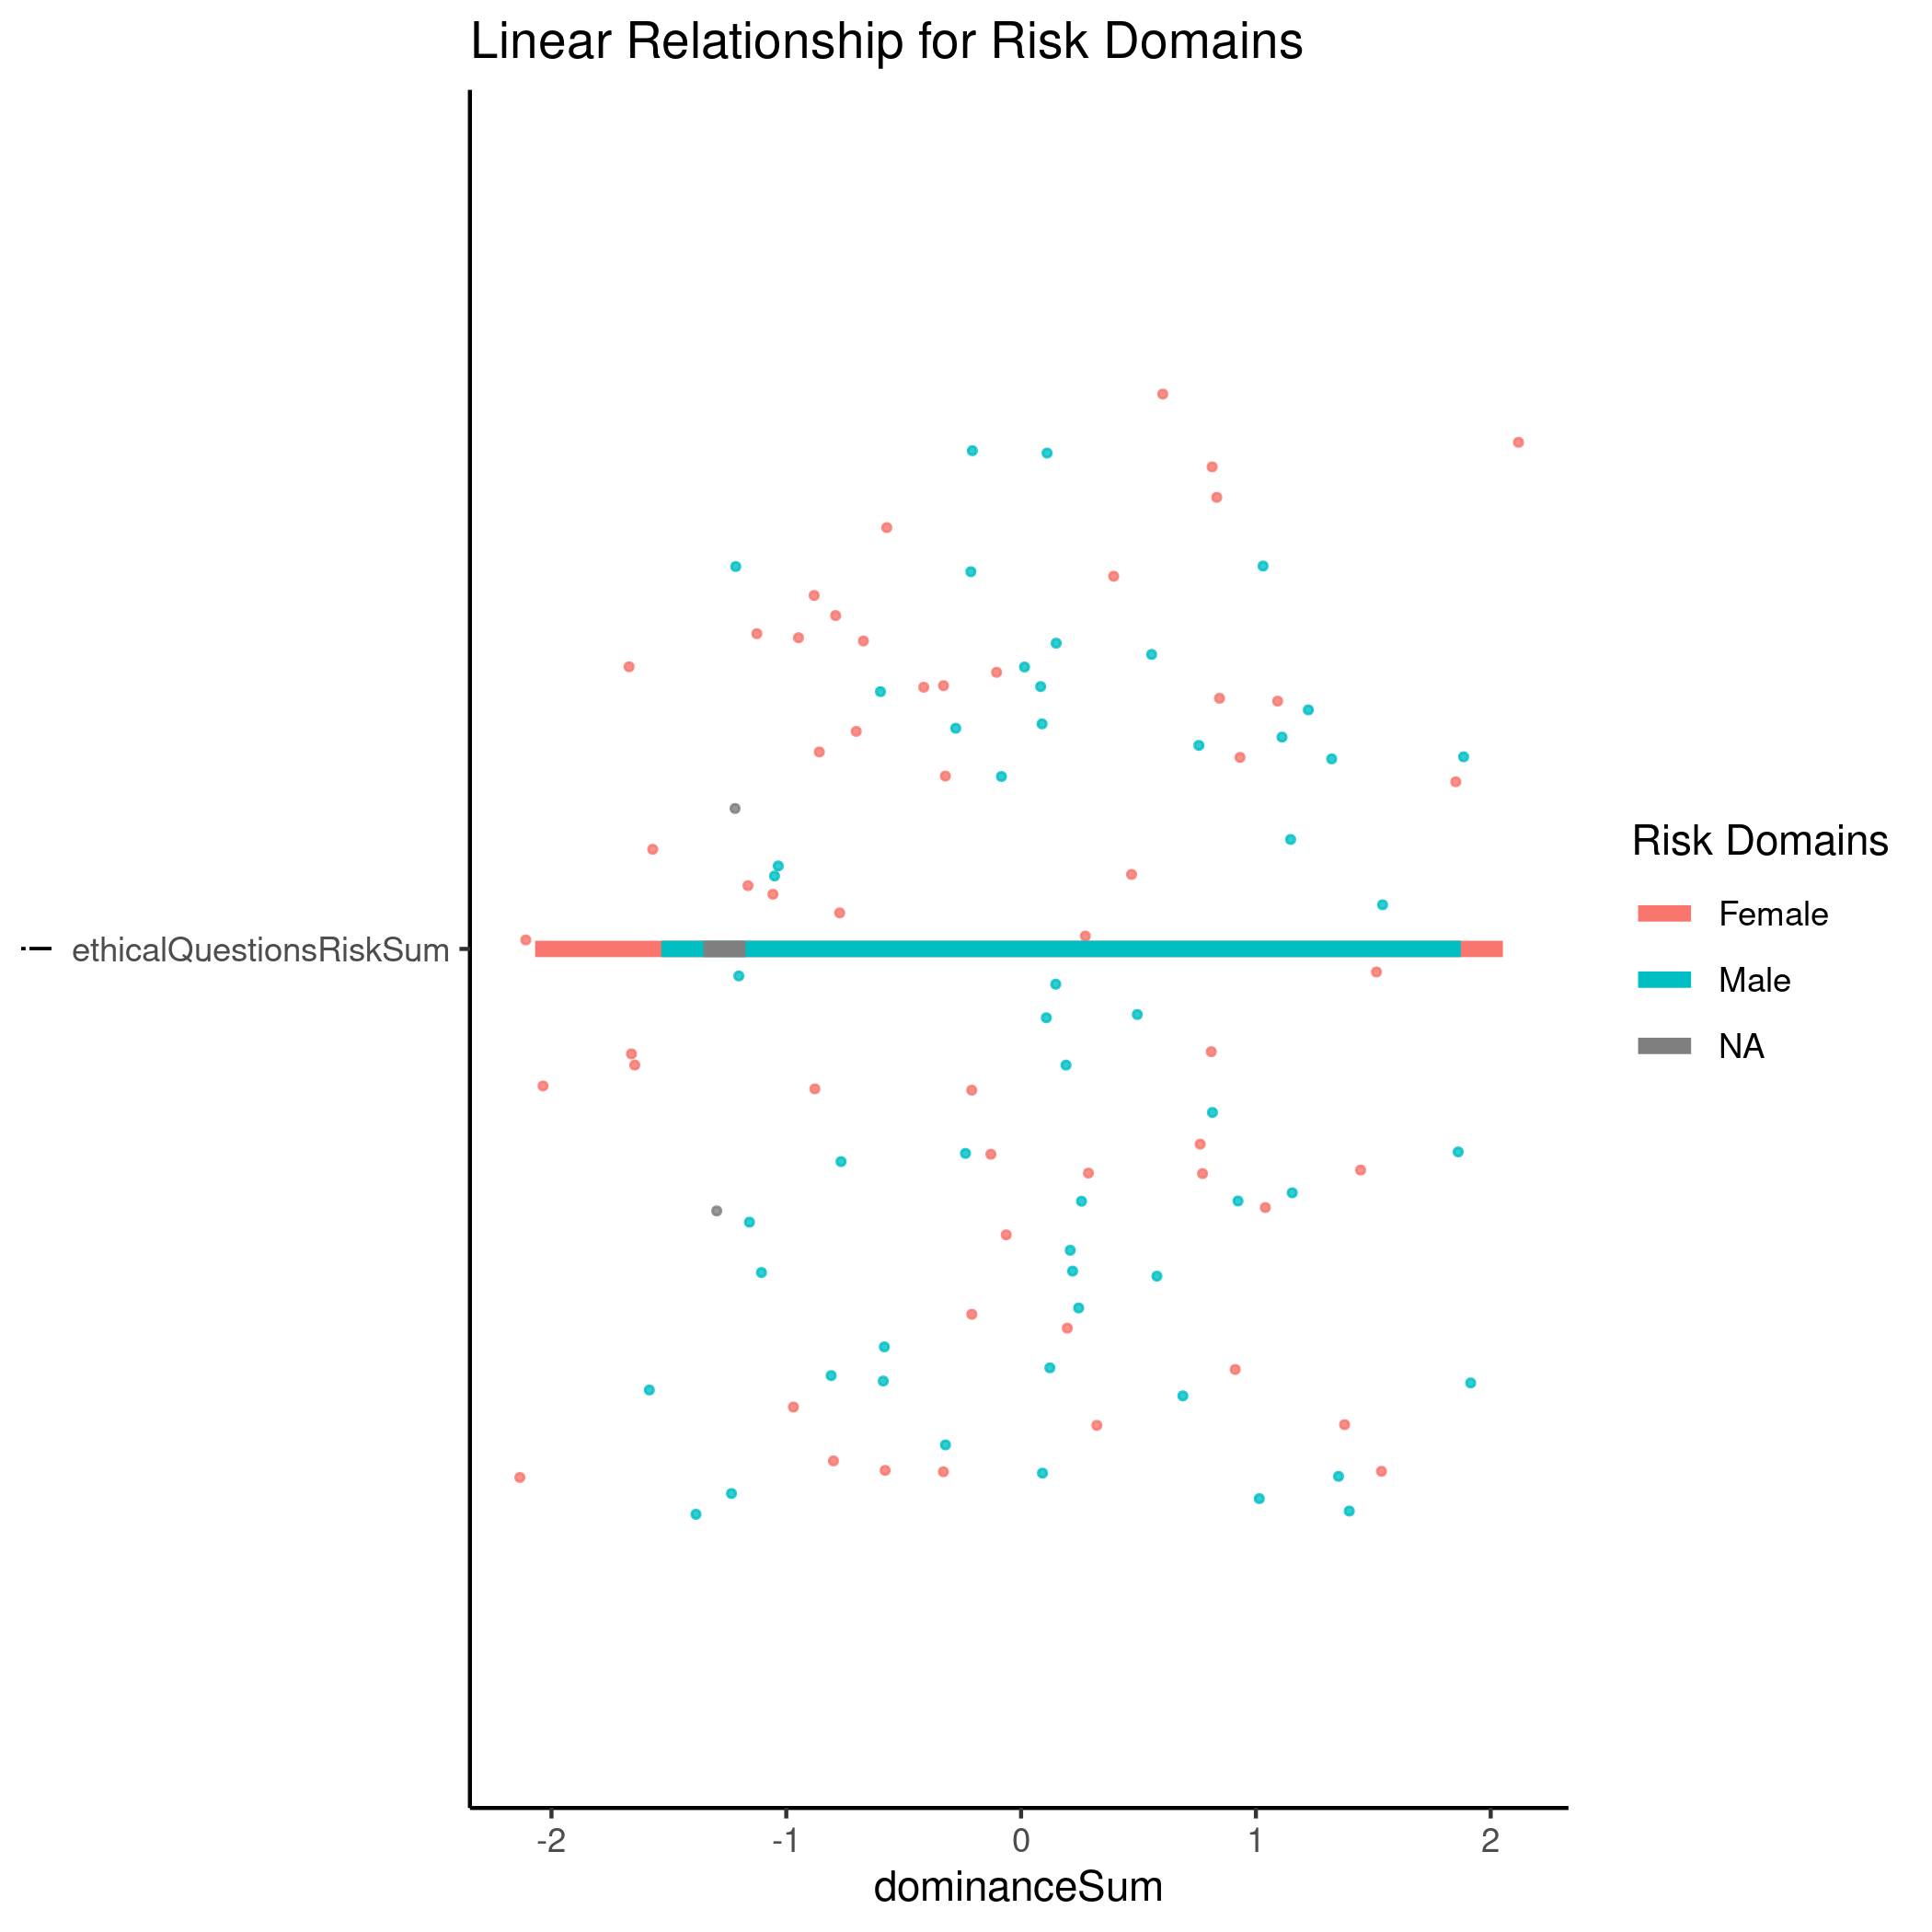 Linear Relationship for Risk Domains
ethicalQuestionsRiskSum
-2 -1 0 1 2
dominanceSum
Risk Domains
Female
Male
NA